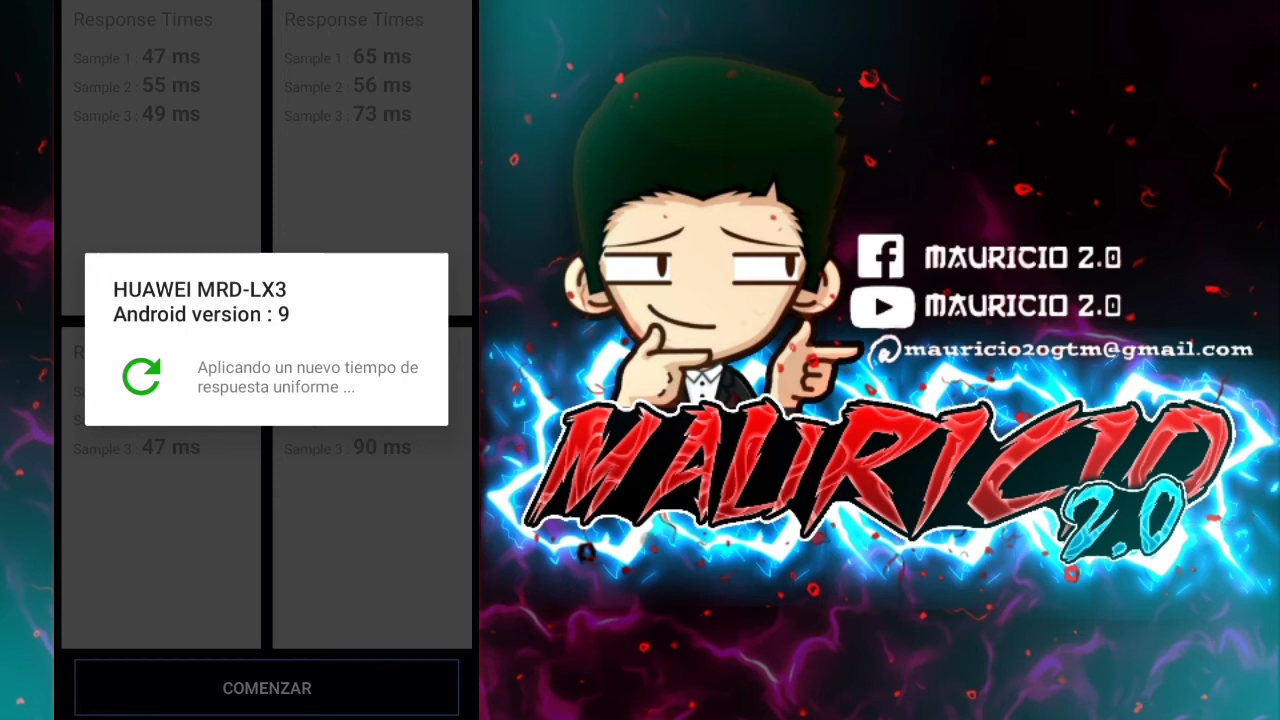 Response Times
Sample 1 : 47 ms
Sample 2 : 55 ms
Sample 3 : 49 ms
Response Times
Sample 1 : 65 ms
Sample 2 : 56 ms
Sample 3 : 73 ms
HUAWEI MRD-LX3
Android version : 9
Aplicando un nuevo tiempo de
respuesta uniforme ...
Sample 3 : 47 ms
Sample 3 : 90 ms
COMENZAR
MAURICIO 2.0
MAURICIO 2.0
@mauricio20gtm@gmail.com
MAURICIO
2.0